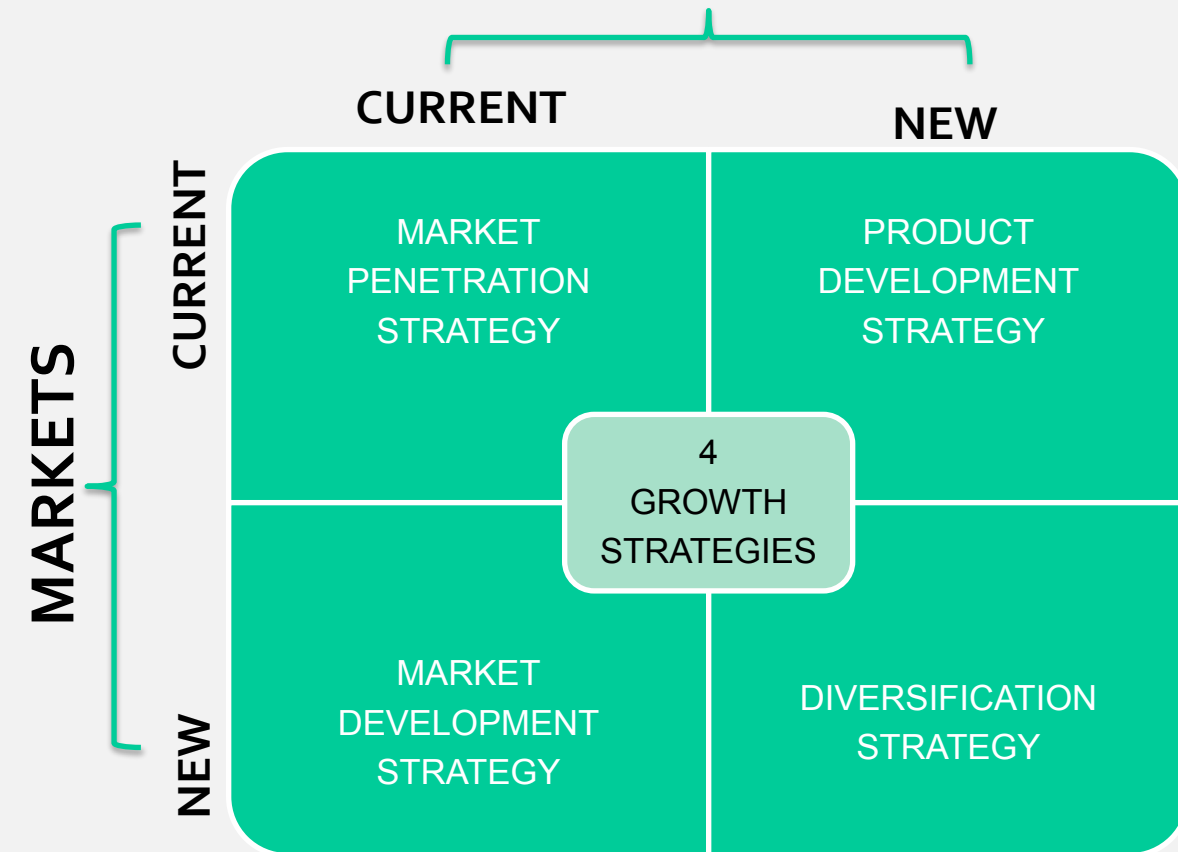 CURRENT
NEW
MARKETS
CURRENT
NEW
MARKET
PENETRATION
STRATEGY
PRODUCT
DEVELOPMENT
STRATEGY
4
GROWTH
STRATEGIES
MARKET
DEVELOPMENT
STRATEGY
DIVERSIFICATION
STRATEGY